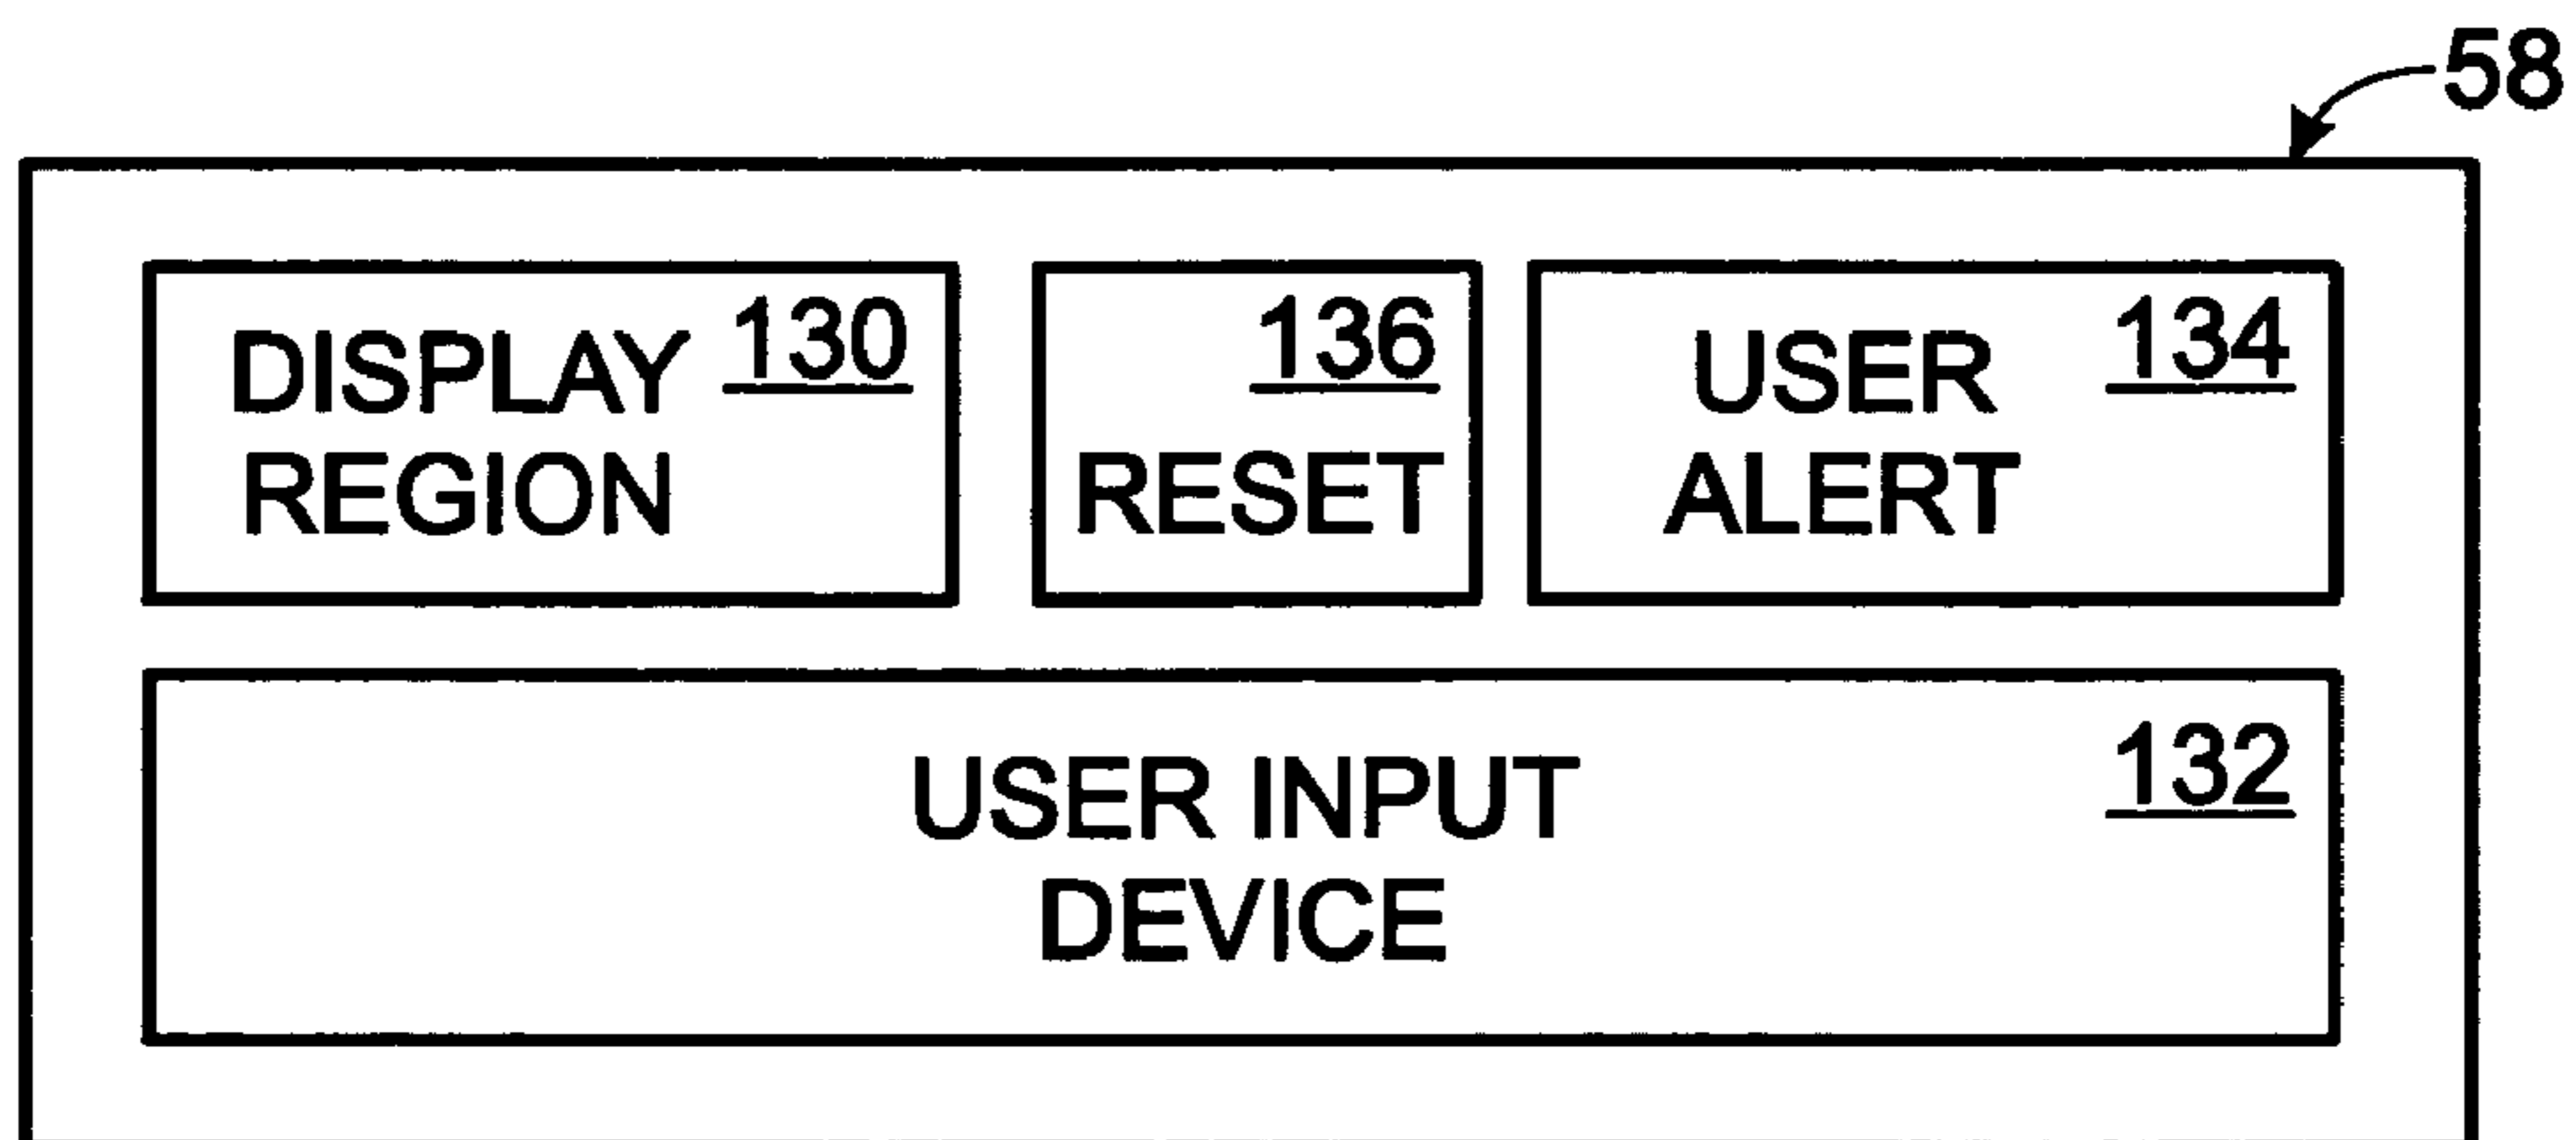 58
DISPLAY 130
REGION
136
RESET
USER 134
ALERT
132
USER INPUT
DEVICE